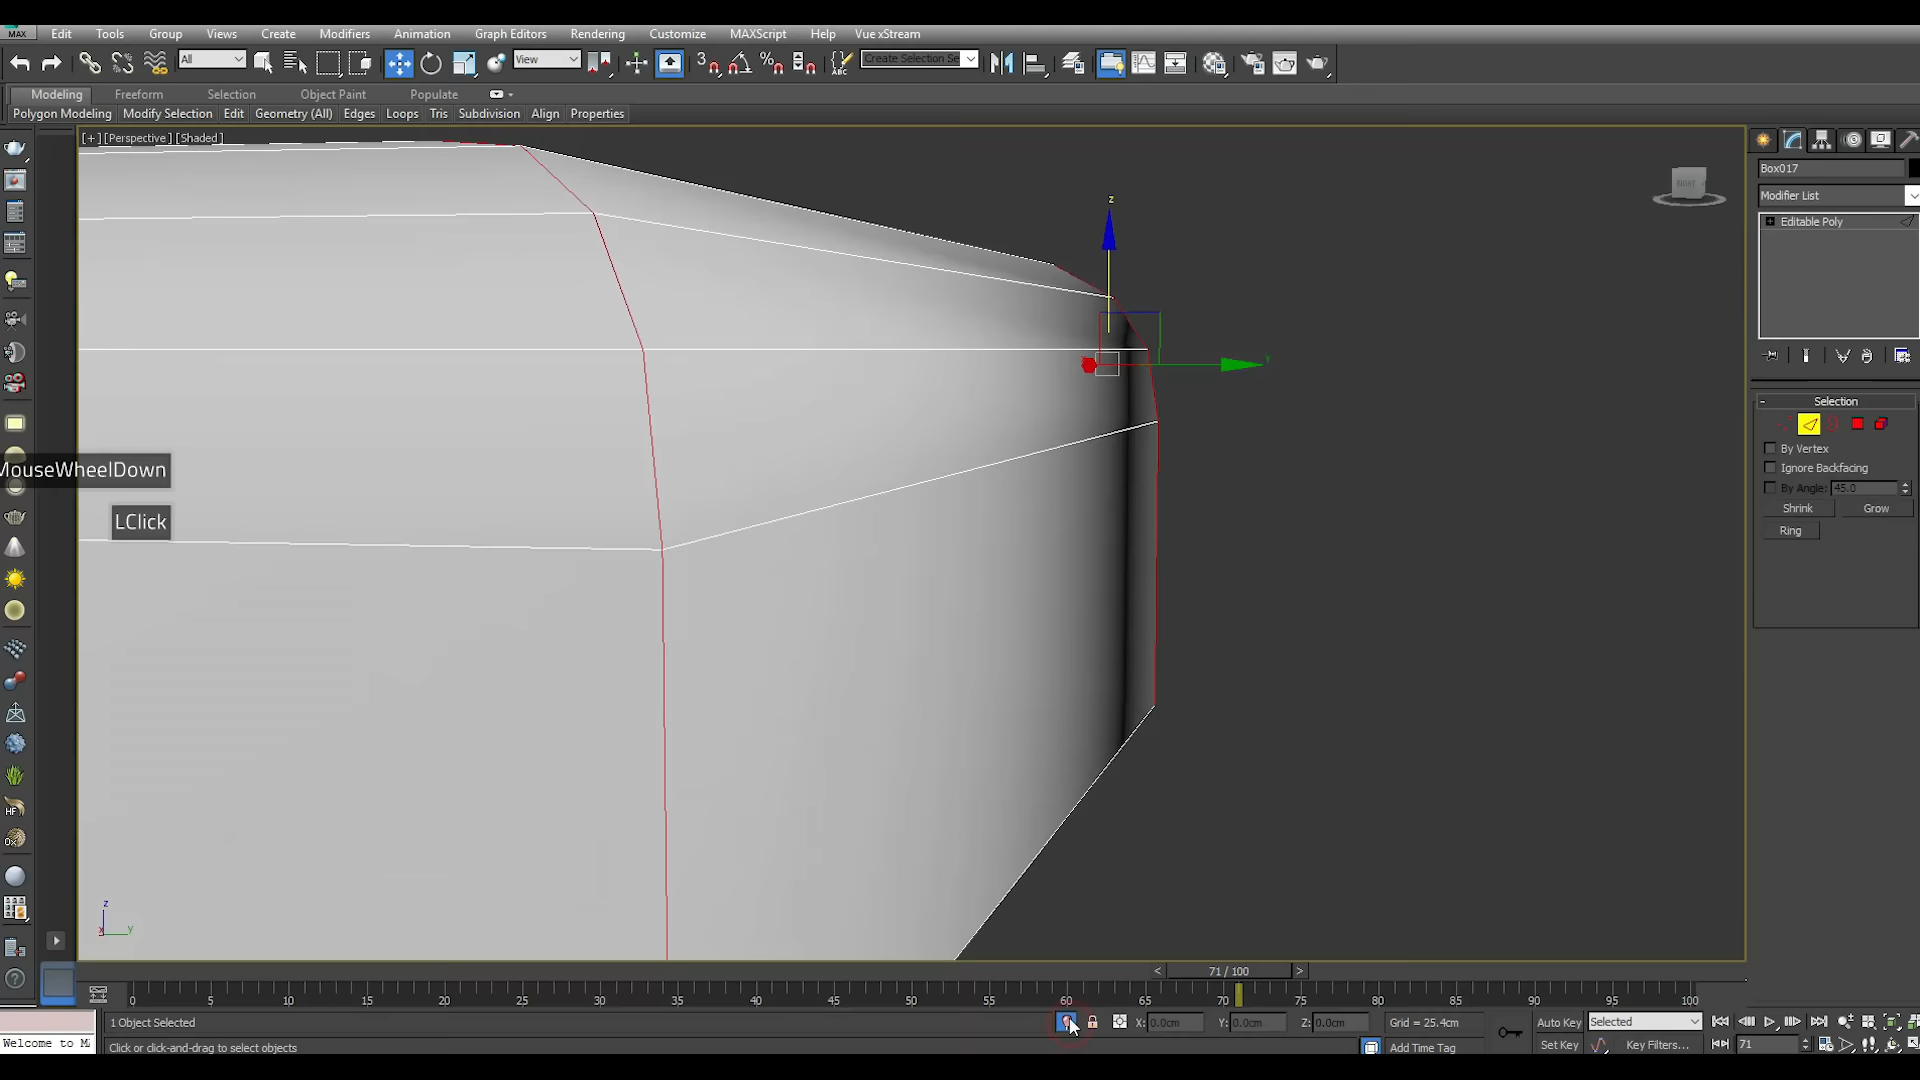 MAX Edit Tools Group Views Create Modifiers Animation Graph Editors Rendering Customize MAXScript Help Vue xStream
All View 3 Create Selection Se
Modeling Freeform Selection Object Paint Populate
Polygon Modeling Modify Selection Edit Geometry (All) Edges Loops Tris Subdivision Align Properties
[+] [Perspective] [Shaded]
Box017
RIGHT
Modifier List
z
Editable Poly
y
Selection
By Vertex
MouseWheelDown
Ignore Backfacing
By Angle: 45.0
Shrink Grow
LClick
Ring
HF
z
x y
< 71 / 100 >
0 5 10 15 20 25 30 35 40 45 50 55 60 65 70 75 80 85 90 95 100
1 Object Selected X: 0.0cm Y: 0.0cm Z: 0.0cm Grid = 25.4cm Auto Key Selected
Welcome to Click or click-and-drag to select objects Add Time Tag Set Key Key Filters... 71